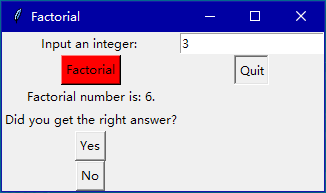 Factorial
Input an integer: 3
Factorial Quit
Factorial number is: 6.
Did you get the right answer?
Yes
No